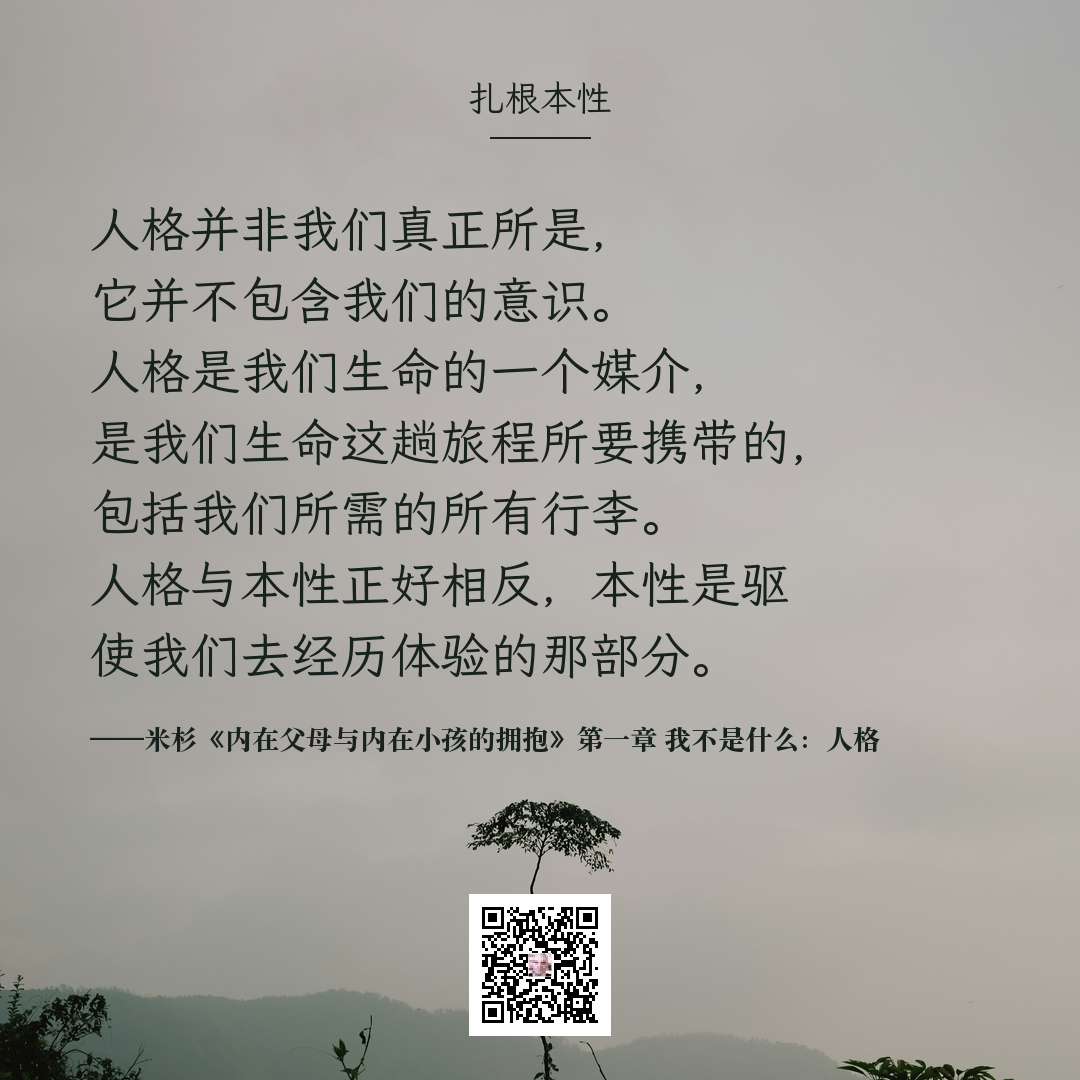 扎根本性
人格并非我们真正所是,
它并不包含我们的意识。
人格是我们生命的一个媒介,
是我们生命这趟旅程所要携带的,
包括我们所需的所有行李。
人格与本性正好相反, 本性是驱
使我们去经历体验的那部分。
——米杉《内在父母与内在小孩的拥抱》第一章 我不是什么：人格